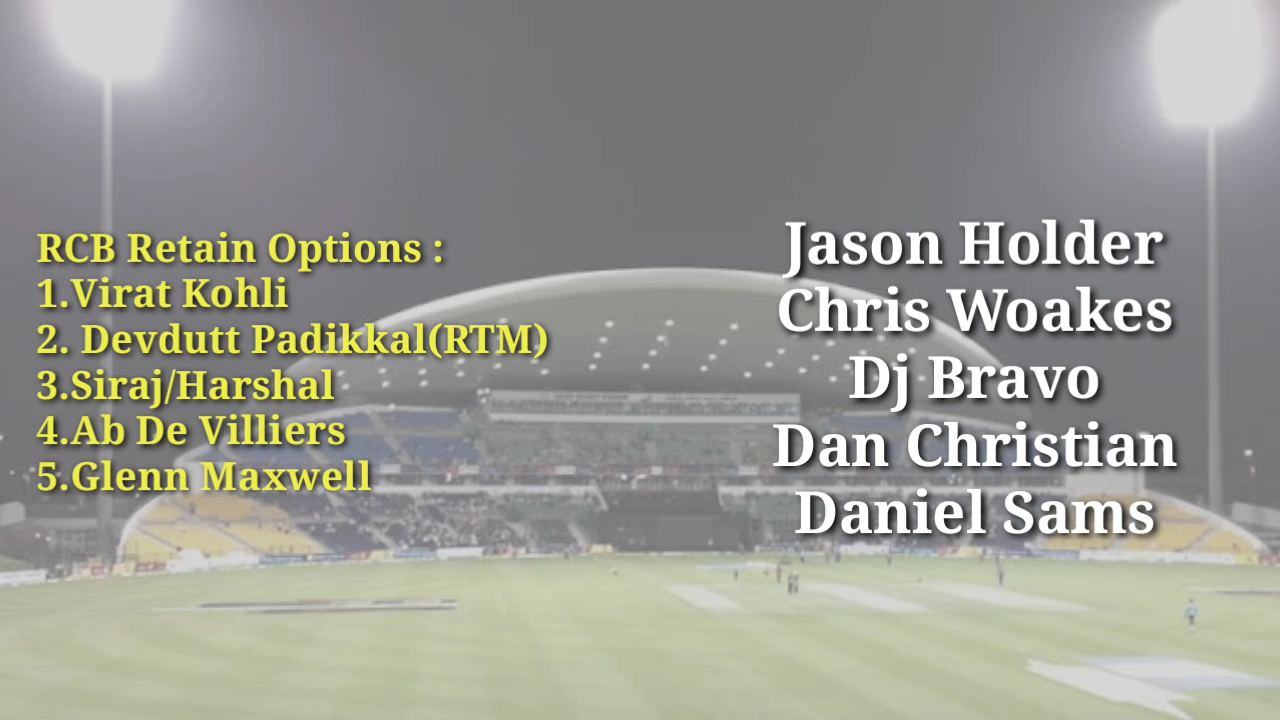 RCB Retain Options :
1.Virat Kohli
2. Devdutt Padikkal(RTM)
3.Siraj/Harshal
4.Ab De Villiers
5.Glenn Maxwell
Jason Holder
Chris Woakes
Dj Bravo
Dan Christian
Daniel Sams